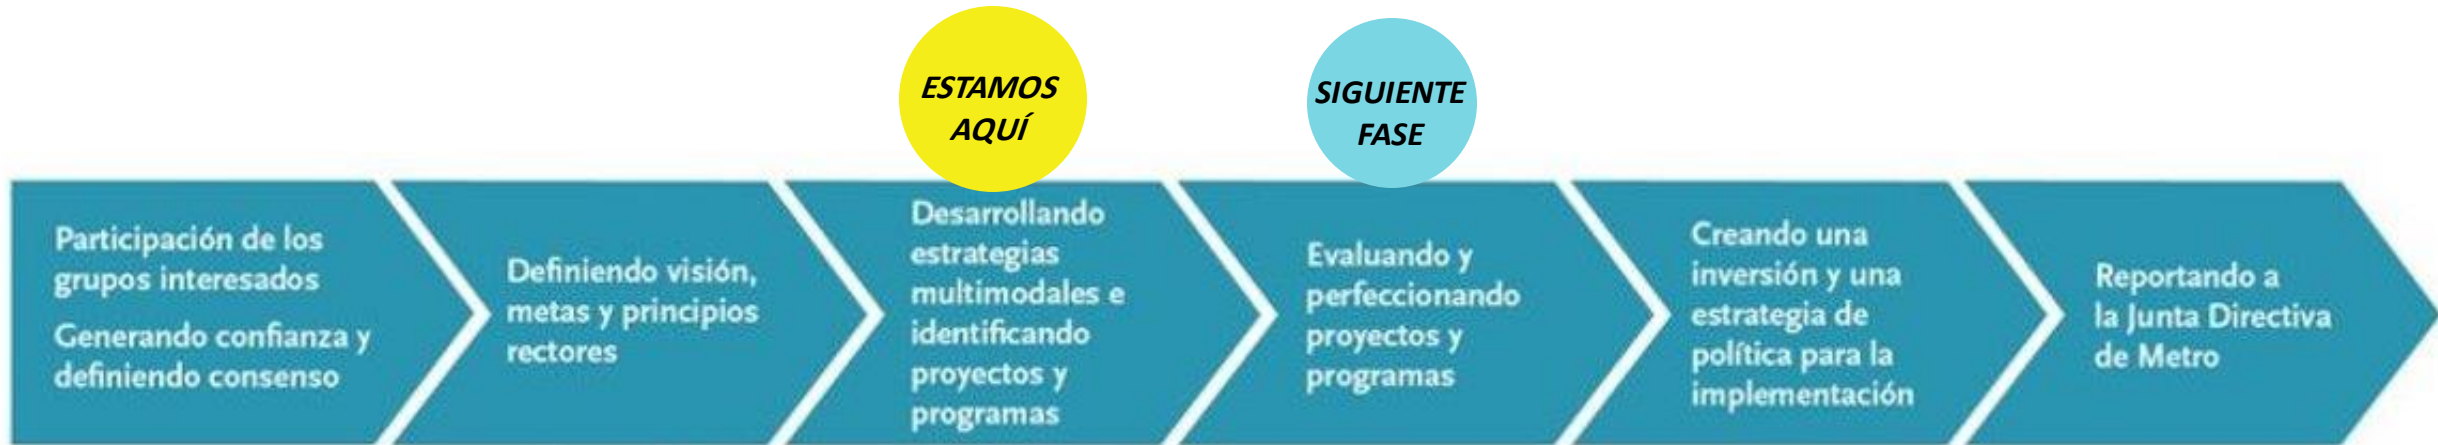 ESTAMOS
AQUÍ
SIGUIENTE
FASE
Participación de los
grupos interesados
Generando confianza y
definiendo consenso
Definiendo visión,
metas y principios
rectores
Desarrollando
estrategias
multimodales e
identificando
proyectos y
programas
Evaluando y
perfeccionando
proyectos y
programas
Creando una
inversión y una
estrategia de
política para la
implementación
Reportando a
la Junta Directiva
de Metro